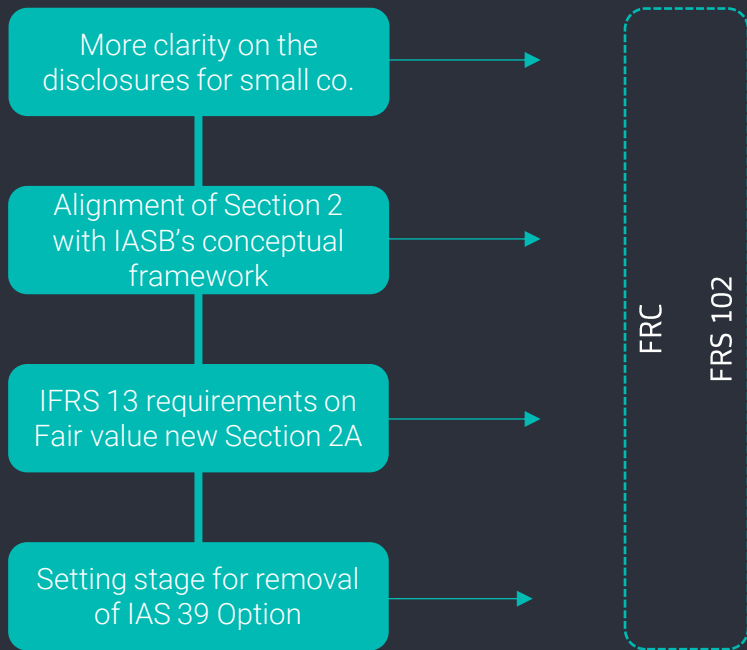 More clarity on the
disclosures for small co.
Alignment of Section 2
with IASB's conceptual
framework
IFRS 13 requirements on
Fair value new Section 2A
Setting stage for removal
of IAS 39 Option
FRC
FRS 102